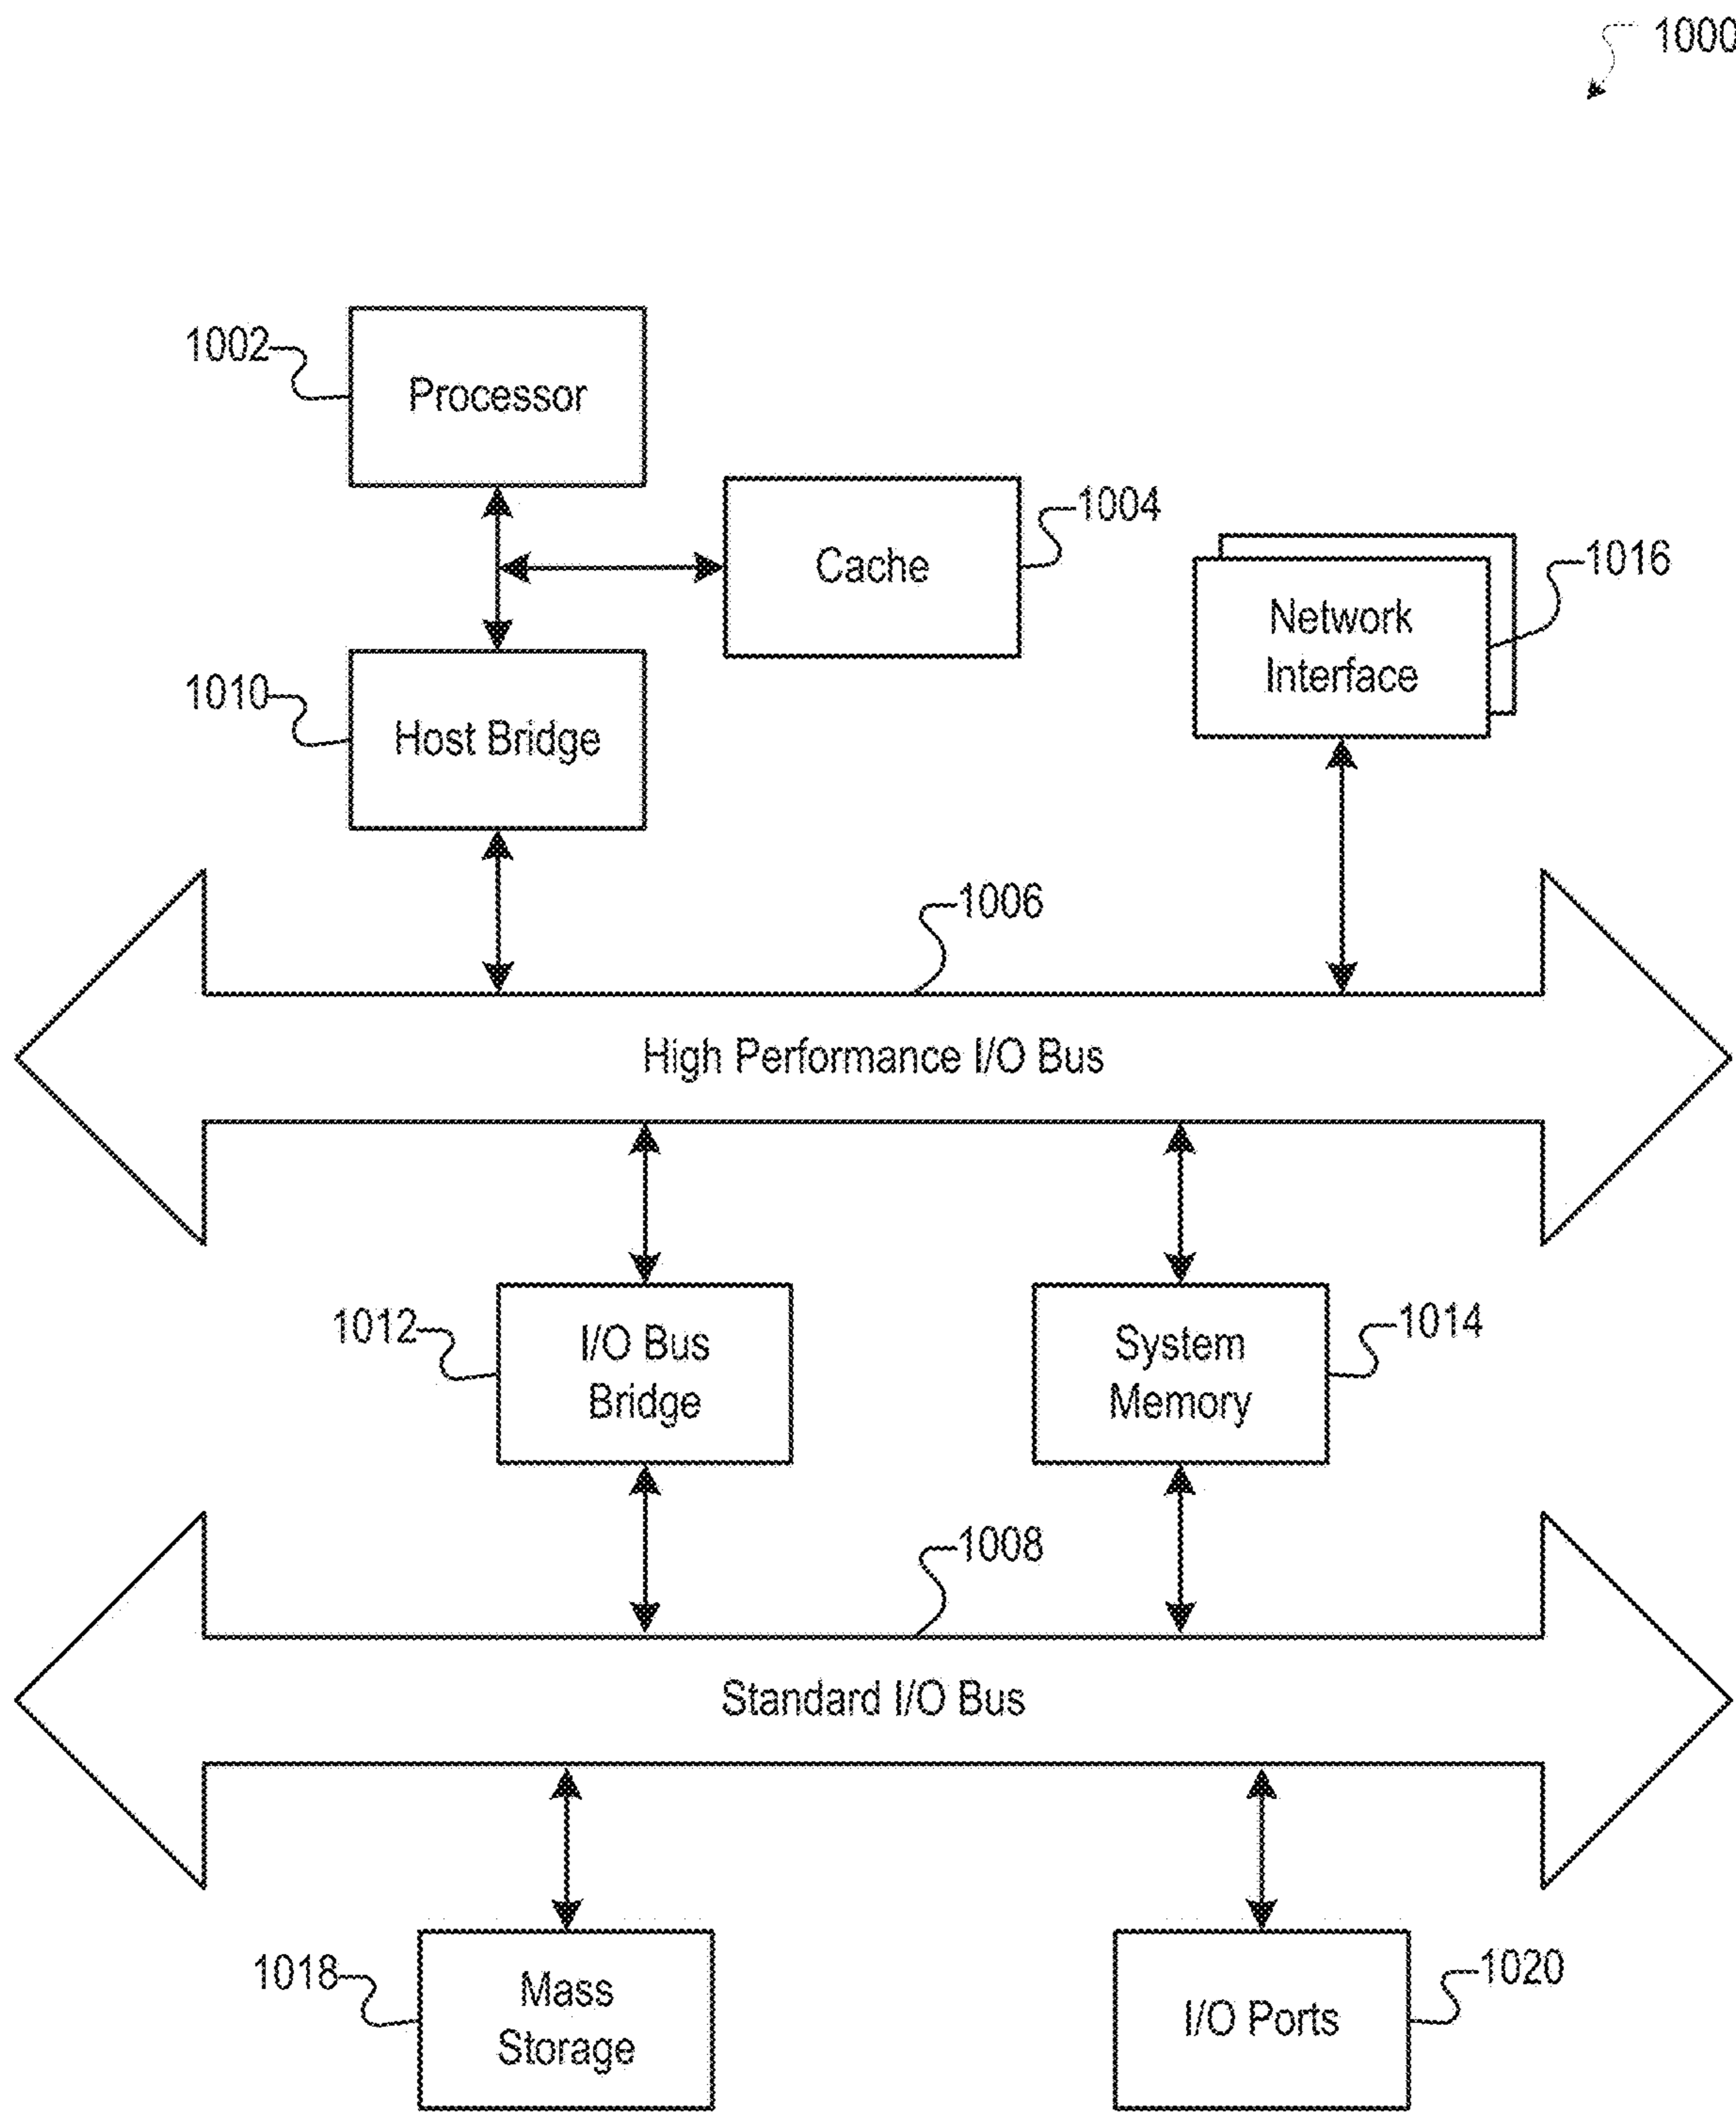 1000
1002
Processor
1004
Cache
1016
Network
Interface
1010
Host Bridge
1006
High Performance I/O Bus
1012
I/O Bus
Bridge
1014
System
Memory
1008
Standard I/O Bus
1018
Mass
Storage
1020
I/O Ports